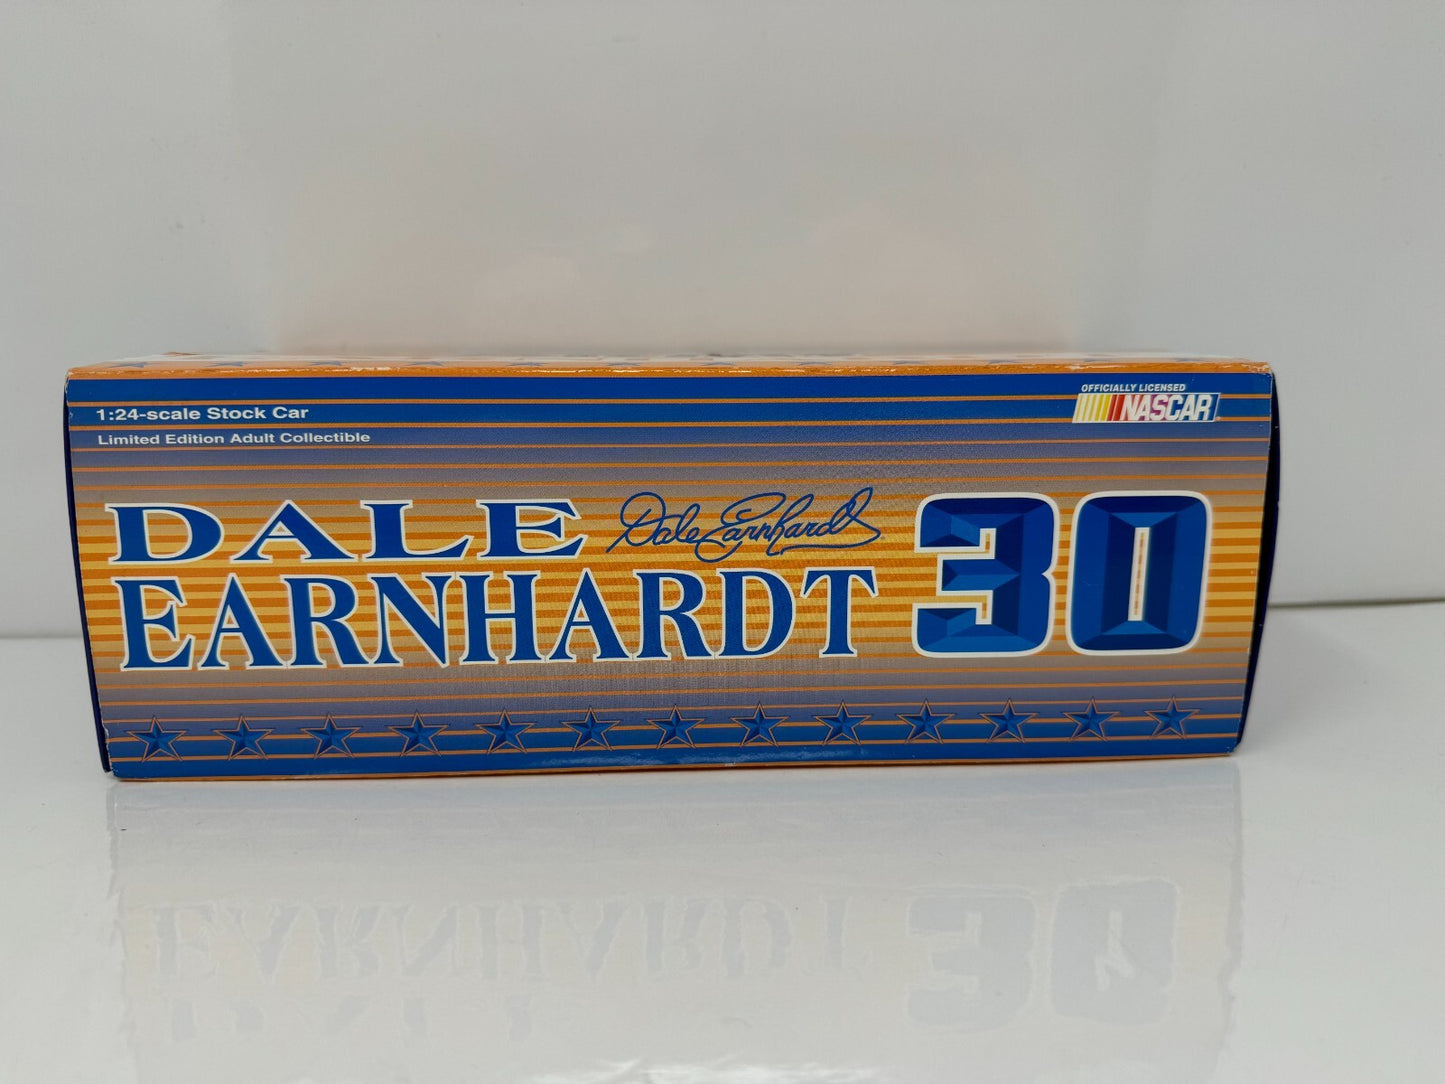 1:24-scale Stock Car
Limited Edition Adult Collectible
OFFICIALLY LICENSED
NASCAR
DALE
Dale Earnhardt
30
EARNHARDT